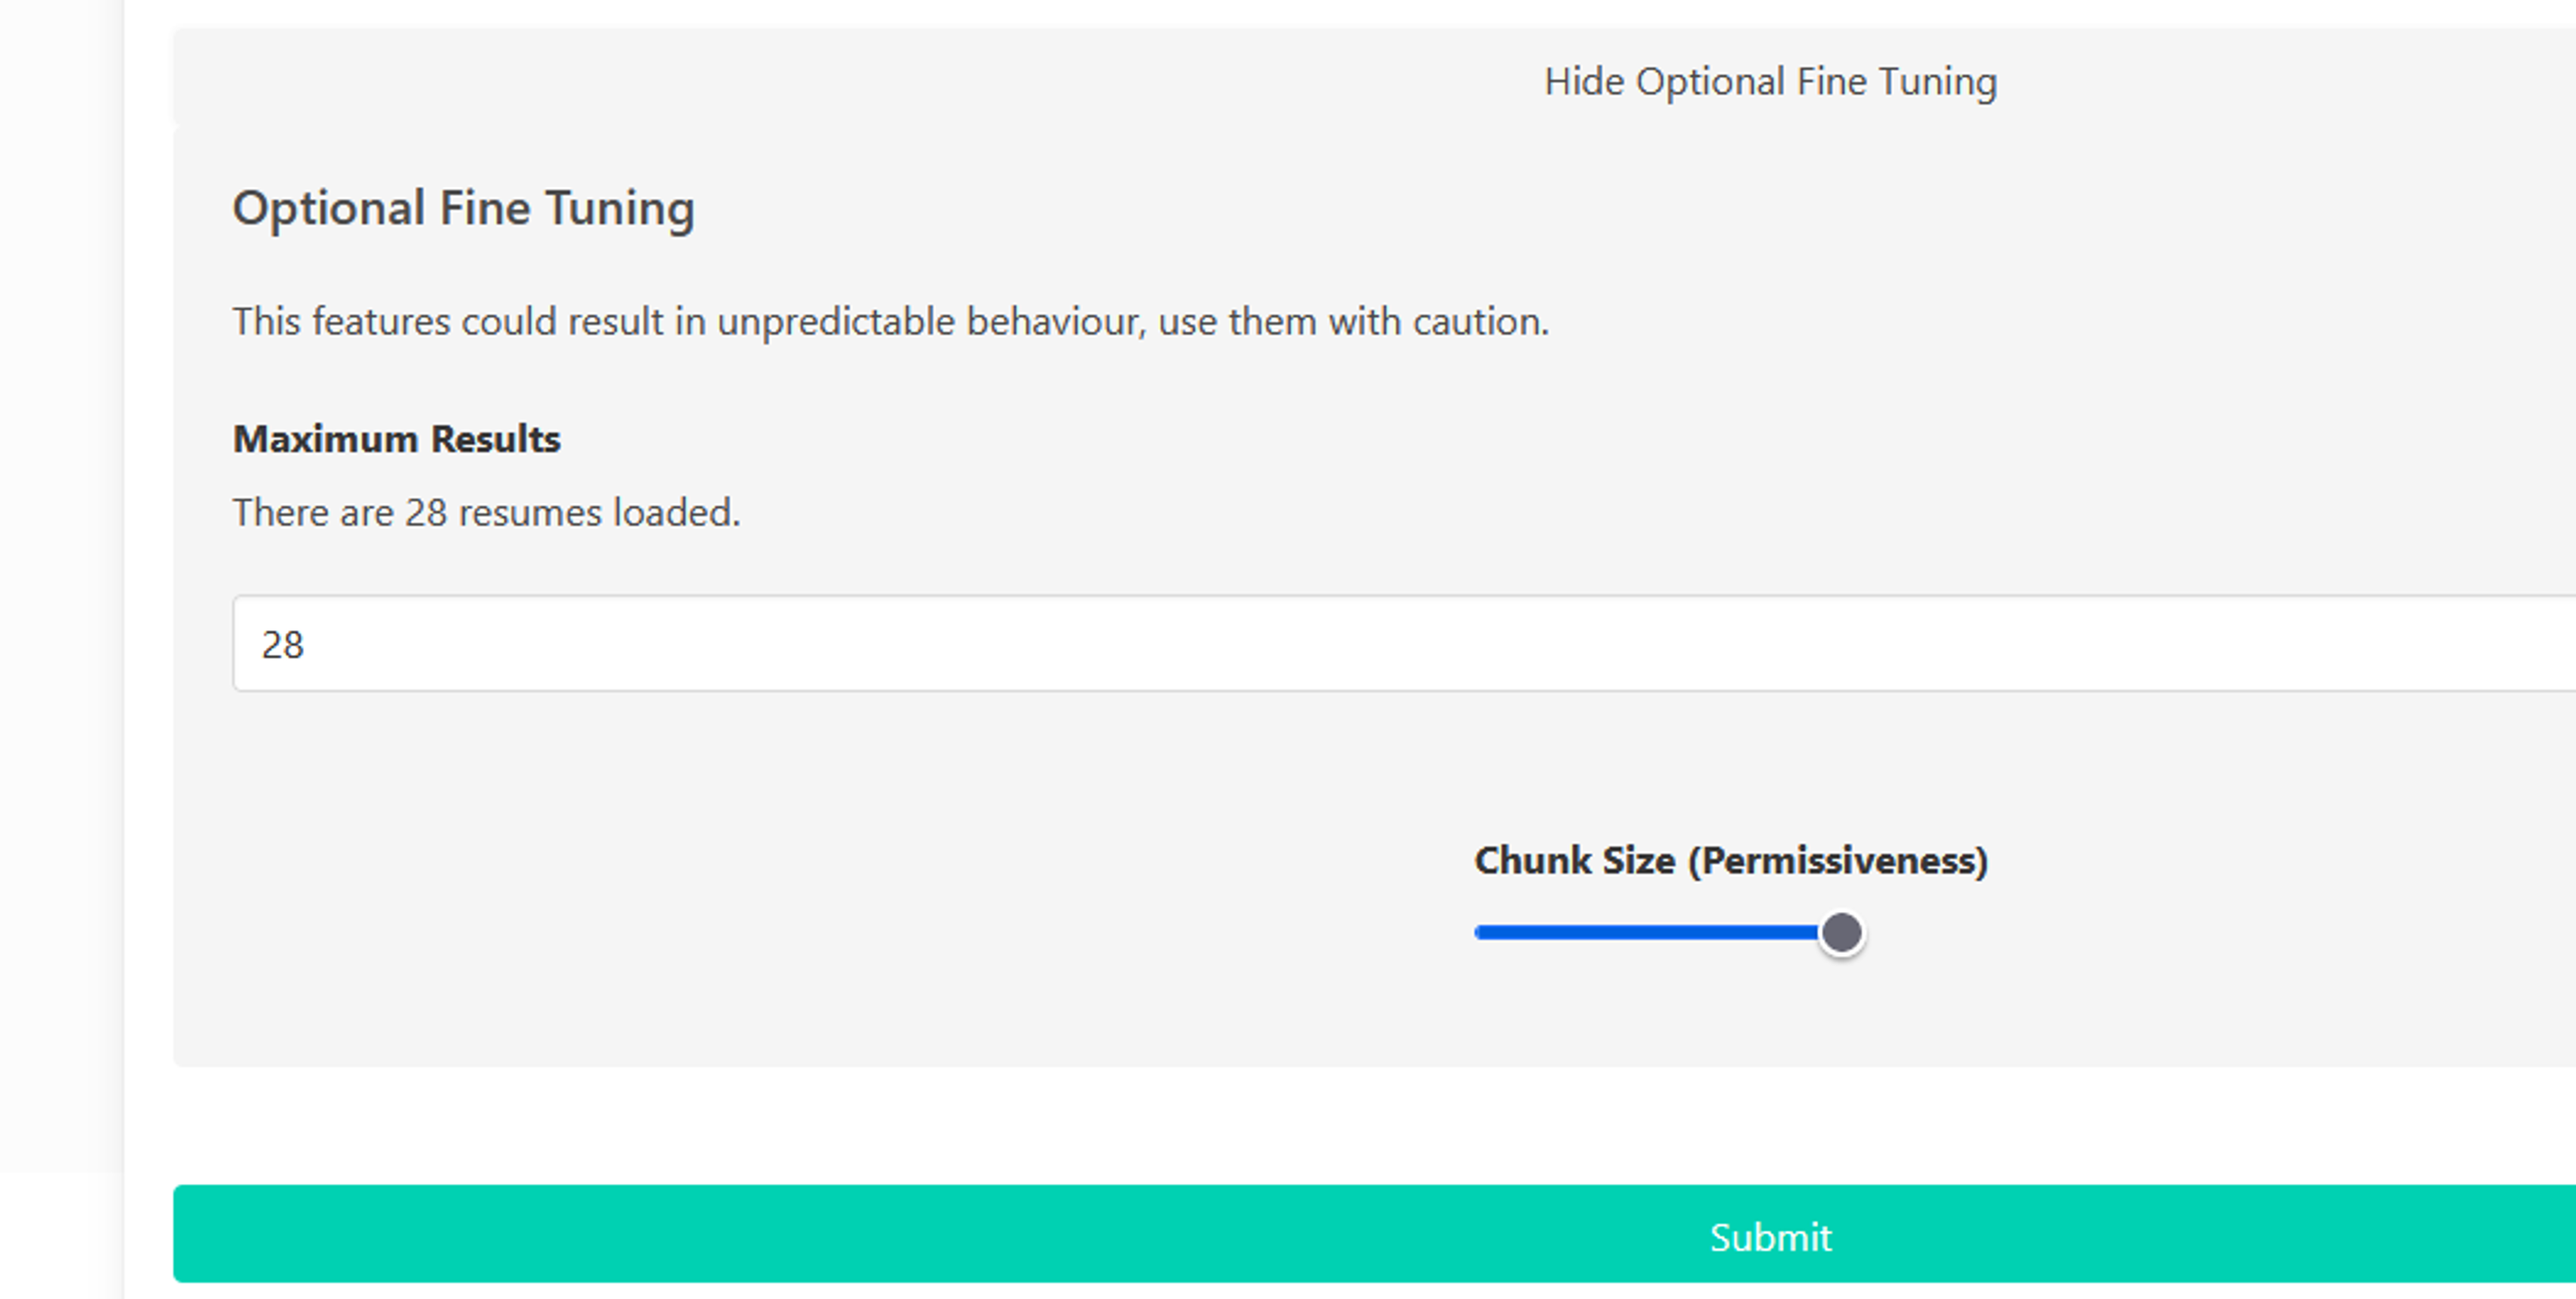 Hide Optional Fine Tuning
Optional Fine Tuning
This features could result in unpredictable behaviour, use them with caution.
Maximum Results
There are 28 resumes loaded.
28
Chunk Size (Permissiveness)
Submit